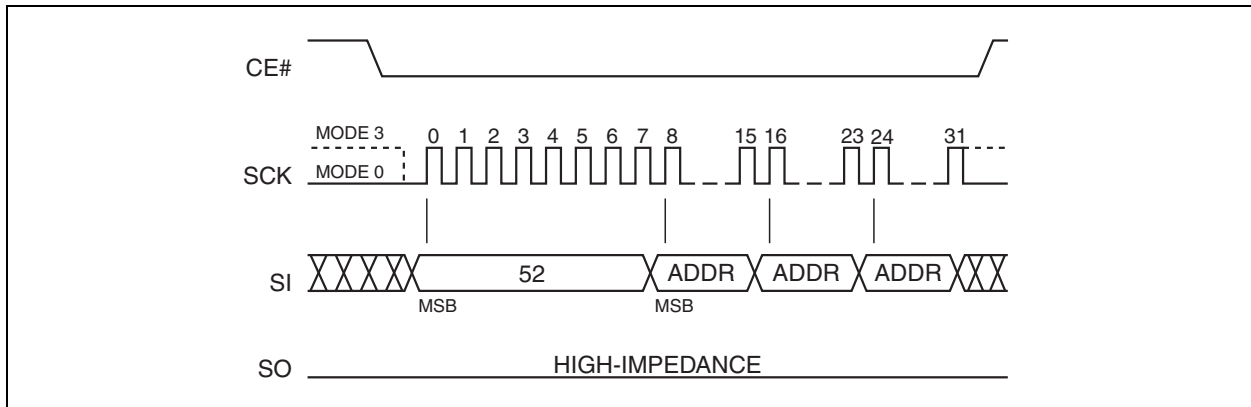 CE#
MODE 3
0 1 2 3 4 5 6 7 8 15 16 23 24 31
SCK
MODE 0
SI
52
ADDR
ADDR
ADDR
MSB
MSB
SO
HIGH-IMPEDANCE